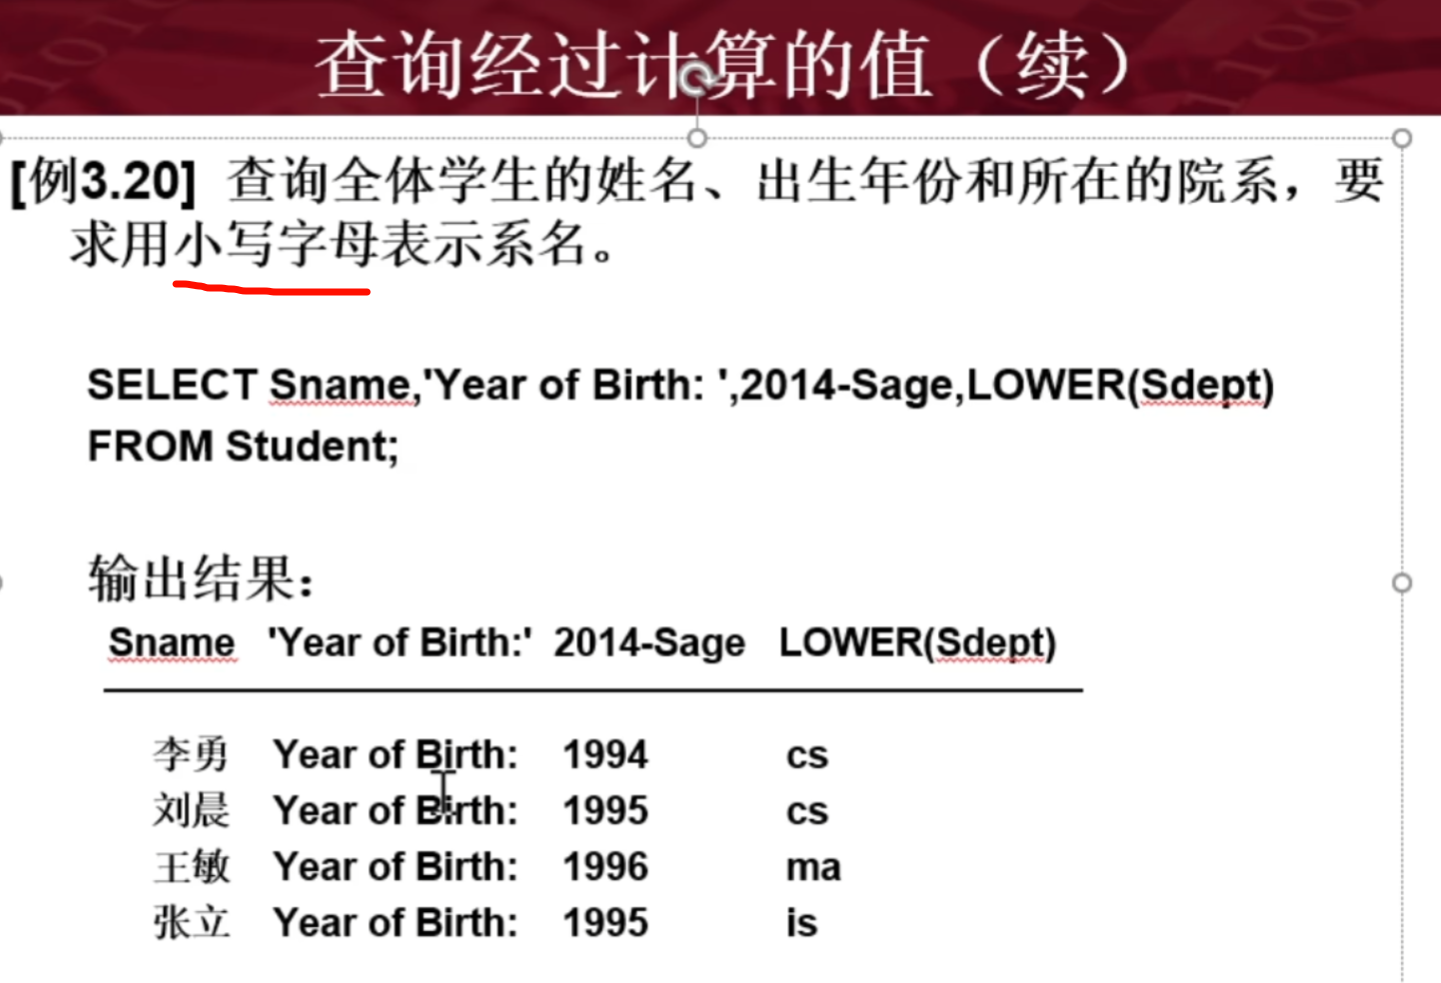 查询经过计算的值（续）
[例3.20] 查询全体学生的姓名、出生年份和所在的院系，要
求用小写字母表示系名。
SELECT Sname,'Year of Birth: ',2014-Sage,LOWER(Sdept)
FROM Student;
输出结果：
Sname 'Year of Birth:' 2014-Sage LOWER(Sdept)
李勇 Year of Birth: 1994 cs
刘晨 Year of Birth: 1995 cs
王敏 Year of Birth: 1996 ma
张立 Year of Birth: 1995 is